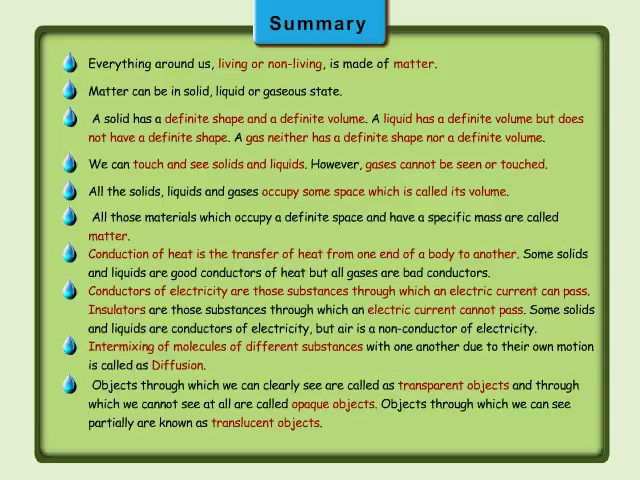 Summary
Everything around us, living or non-living, is made of matter.
Matter can be in solid, liquid or gaseous state.
A solid has a definite shape and a definite volume. A liquid has a definite volume but does
not have a definite shape. A gas neither has a definite shape nor a definite volume.
We can touch and see solids and liquids. However, gases cannot be seen or touched.
All the solids, liquids and gases occupy some space which is called its volume.
All those materials which occupy a definite space and have a specific mass are called
matter.
Conduction of heat is the transfer of heat from one end of a body to another. Some solids
and liquids are good conductors of heat but all gases are bad conductors.
Conductors of electricity are those substances through which an electric current can pass.
Insulators are those substances through which an electric current cannot pass. Some solids
and liquids are conductors of electricity, but air is a non-conductor of electricity.
Intermixing of molecules of different substances with one another due to their own motion
is called as Diffusion.
Objects through which we can clearly see are called as transparent objects and through
which we cannot see at all are called opaque objects. Objects through which we can see
partially are known as translucent objects.